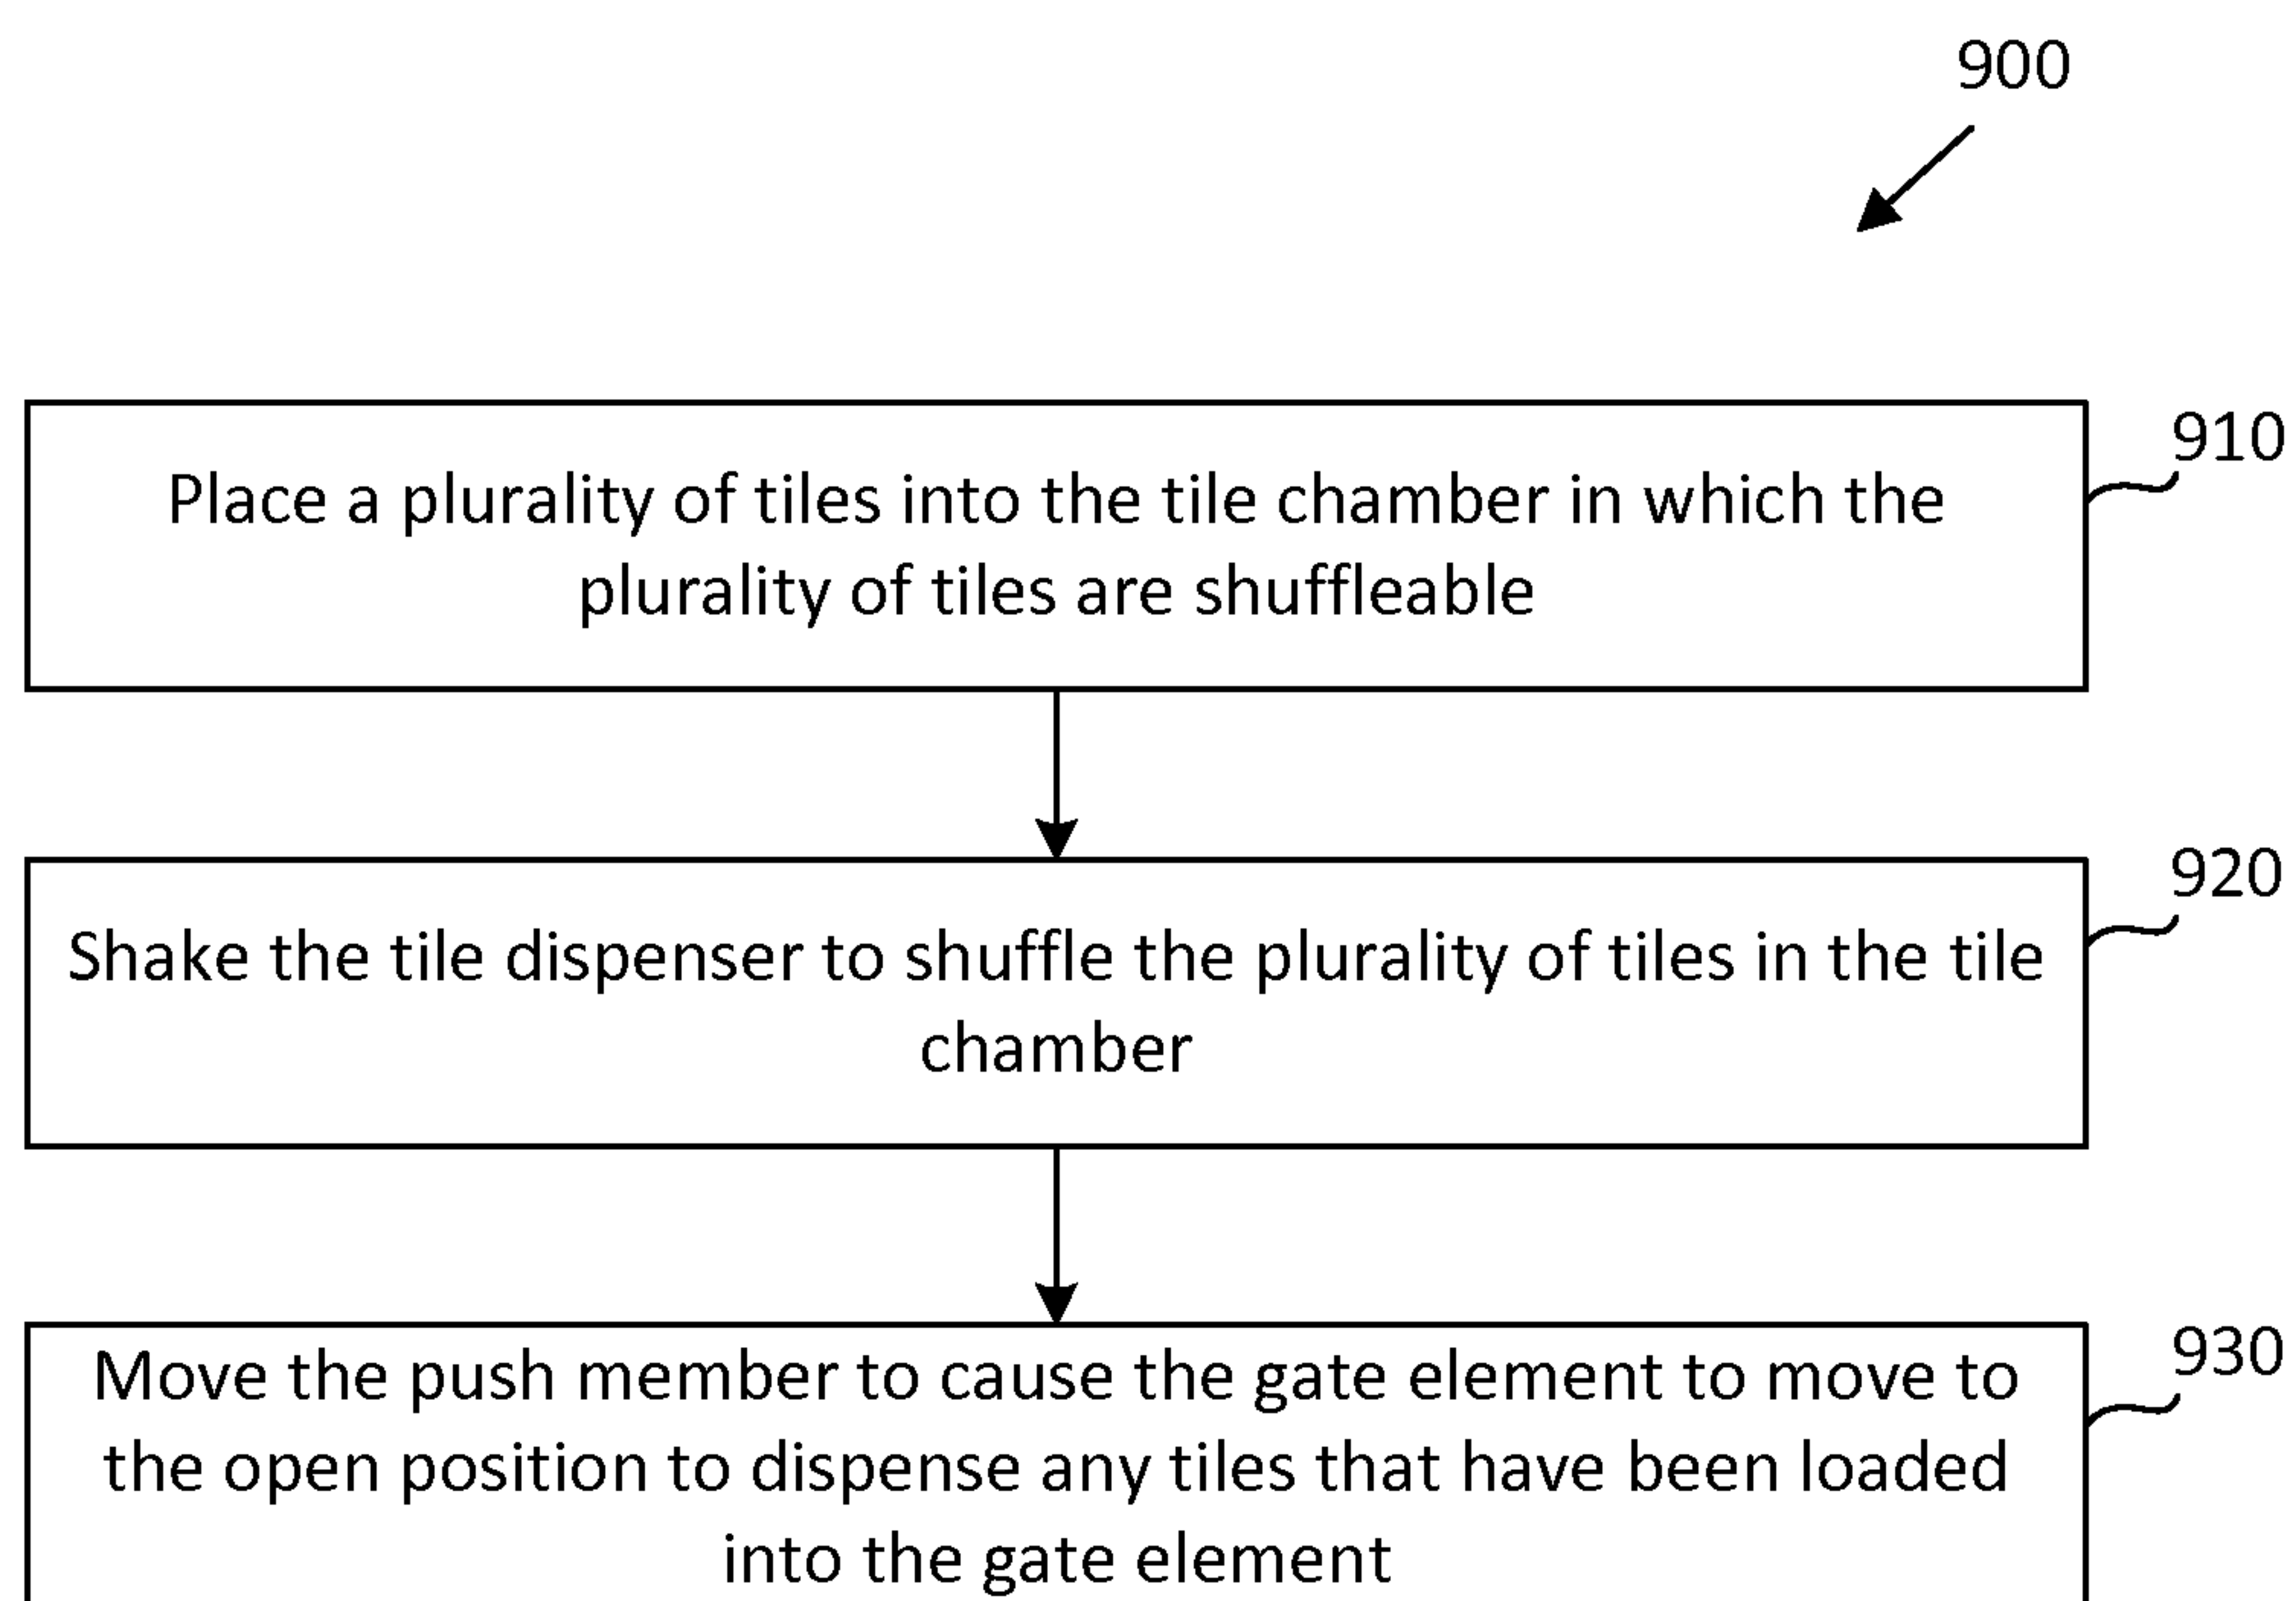 900
910
Place a plurality of tiles into the tile chamber in which the
plurality of tiles are shuffleable
920
Shake the tile dispenser to shuffle the plurality of tiles in the tile
chamber
930
Move the push member to cause the gate element to move to
the open position to dispense any tiles that have been loaded
into the gate element